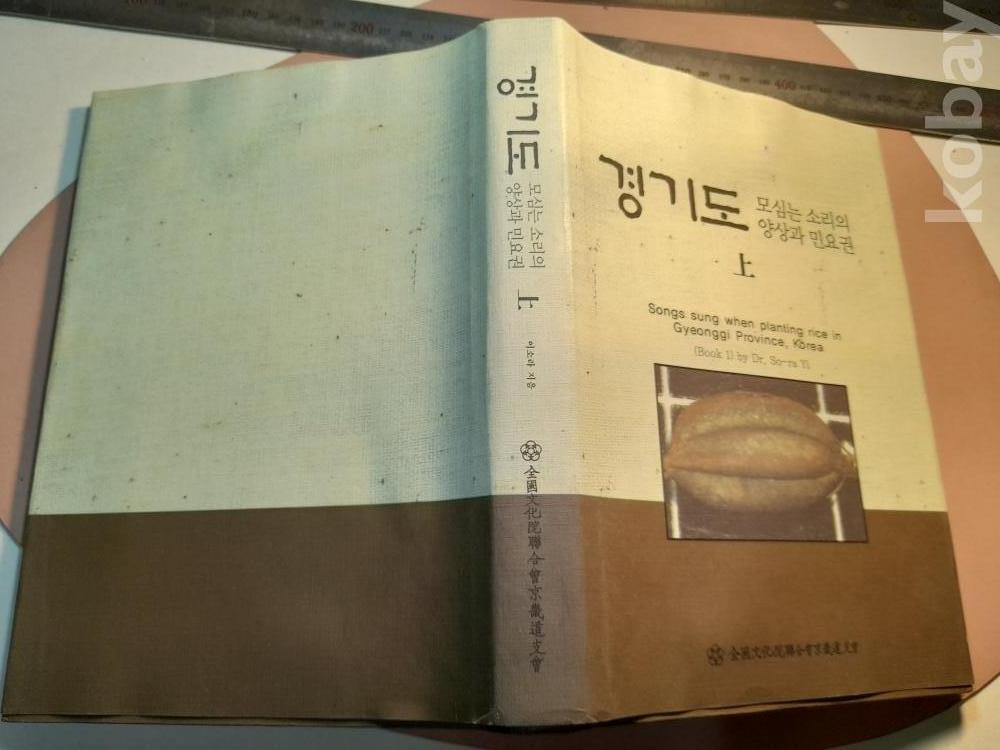 경기도
모심는 소리의
양상과 민요권
上
이소라 지음
全國文化院聯合會京畿道支會
경기도
모심는 소리의
양상과 민요권
上
Songs sung when planting rice in
Gyeonggi Province, Korea
(Book 1) by Dr. So-ra Yi
全國文化院聯合會京畿道支會
200
400
kobay